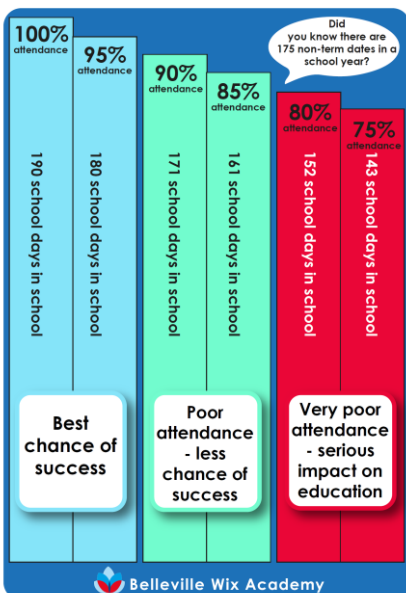 100%
attendance
190 school days in school
95%
attendance
180 school days in school
90%
attendance
171 school days in school
85%
attendance
161 school days in school
Did
you know there are
175 non-term dates in a
school year?
80%
attendance
152 school days in school
75%
attendance
143 school days in school
Best
chance of
success
Poor
attendance
- less
chance of
success
Very poor
attendance
- serious
impact on
education
Belleville Wix Academy